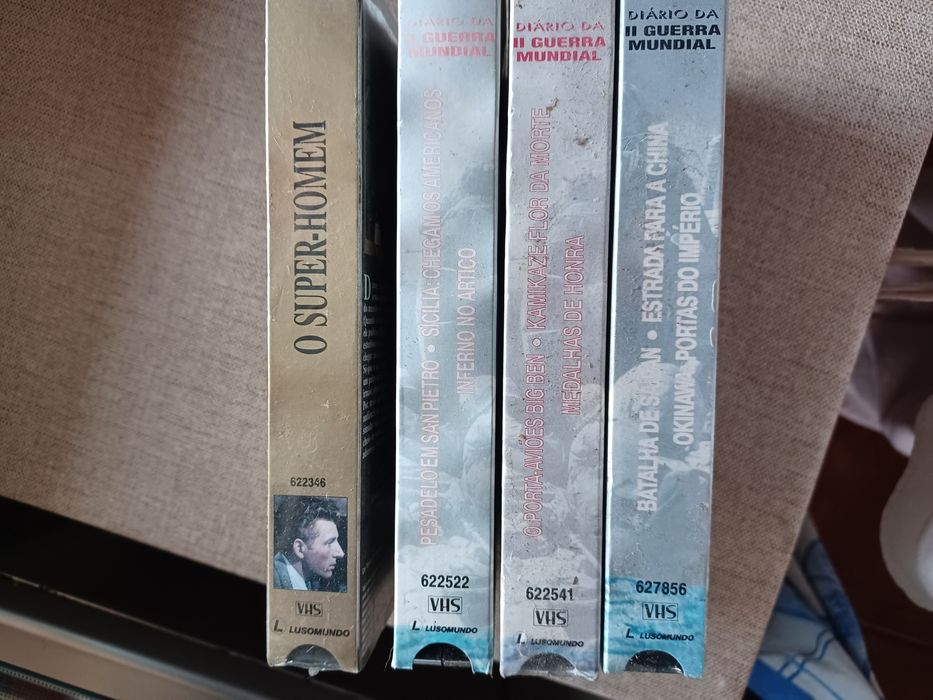 O SUPER-HOMEM
622346
VHS
L LUSOMUNDO
DIÁRIO DA
II GUERRA
MUNDIAL
PESADELO EM SAN PIETRO • SICÍLIA: CHEGAM OS AMERICANOS
INFERNO NO ÁRTICO
622522
VHS
L LUSOMUNDO
DIÁRIO DA
II GUERRA
MUNDIAL
O PORTA-AVIÕES BIG BEN • KAMIKAZE: FLOR DA MORTE
MEDALHAS DE HONRA
622541
VHS
L LUSOMUNDO
DIÁRIO DA
II GUERRA
MUNDIAL
BATALHA DE • ESTRADA PARA A CHINA
OKINAWA: PORTAS DO IMPÉRIO
627856
VHS
L LUSOMUNDO